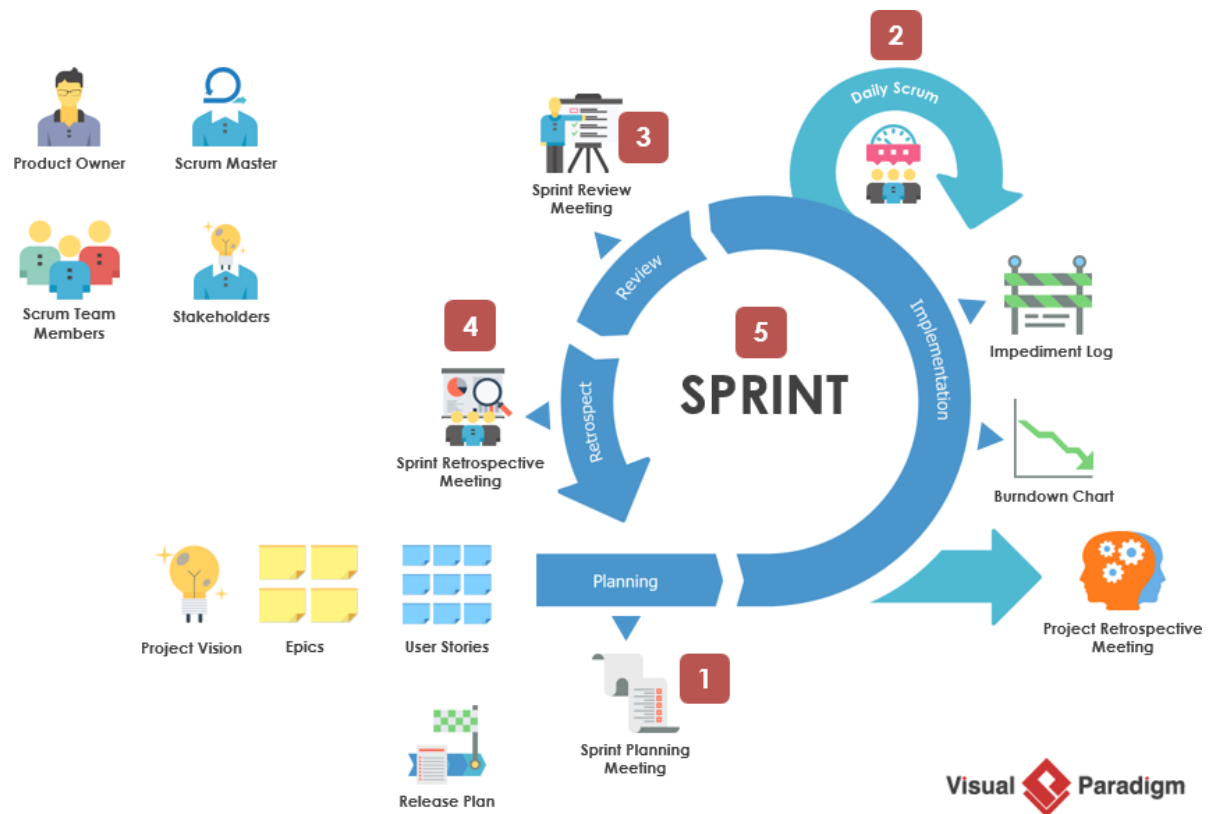 2
Daily Scrum
3
Product Owner
Scrum Master
Sprint Review
Meeting
Review
Implementation
Scrum Team
Members
Stakeholders
4
5
SPRINT
Impediment Log
Retrospect
Sprint Retrospective
Meeting
Burndown Chart
Planning
Project Vision
Epics
User Stories
Project Retrospective
Meeting
1
Sprint Planning
Meeting
Release Plan
Visual Paradigm